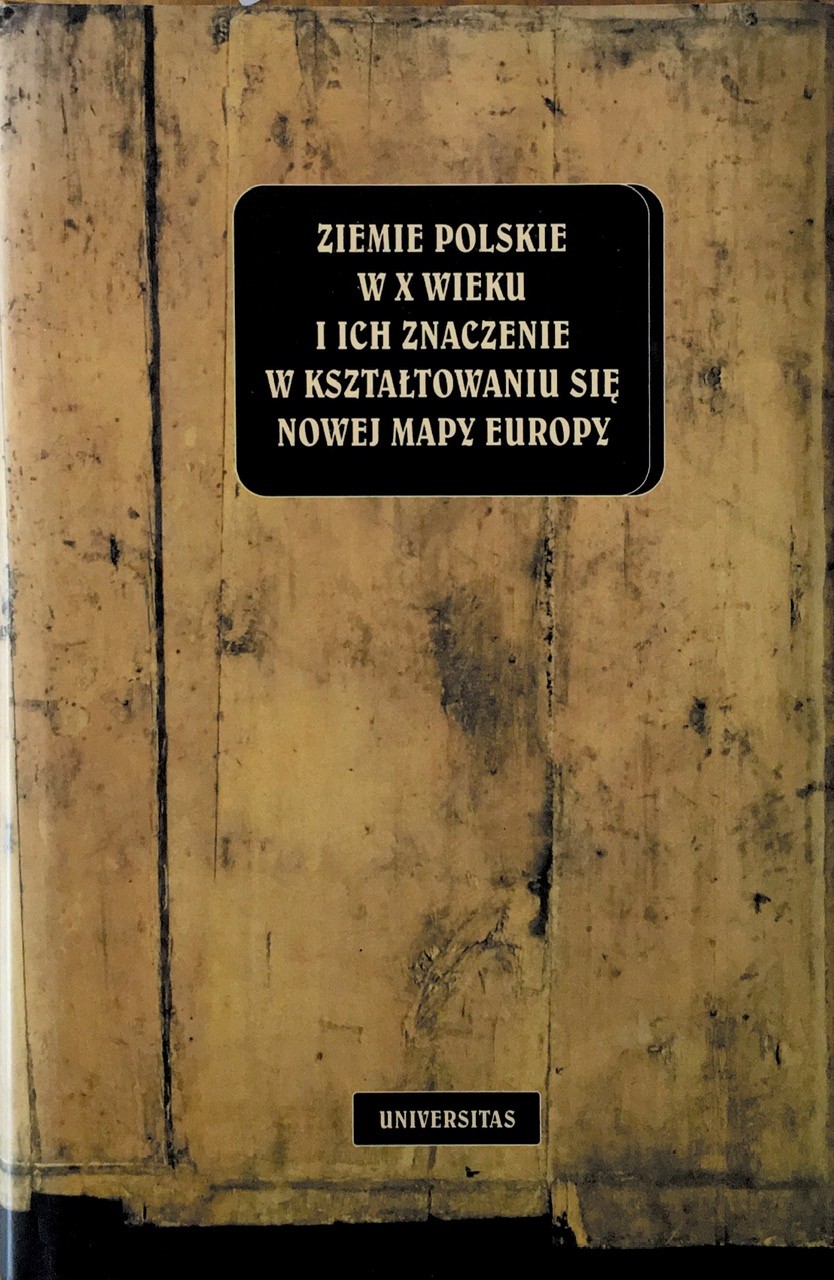 ZIEMIE POLSKIE
W X WIEKU
I ICH ZNACZENIE
W KSZTAŁTOWANIU SIĘ
NOWEJ MAPY EUROPY
UNIVERSITAS